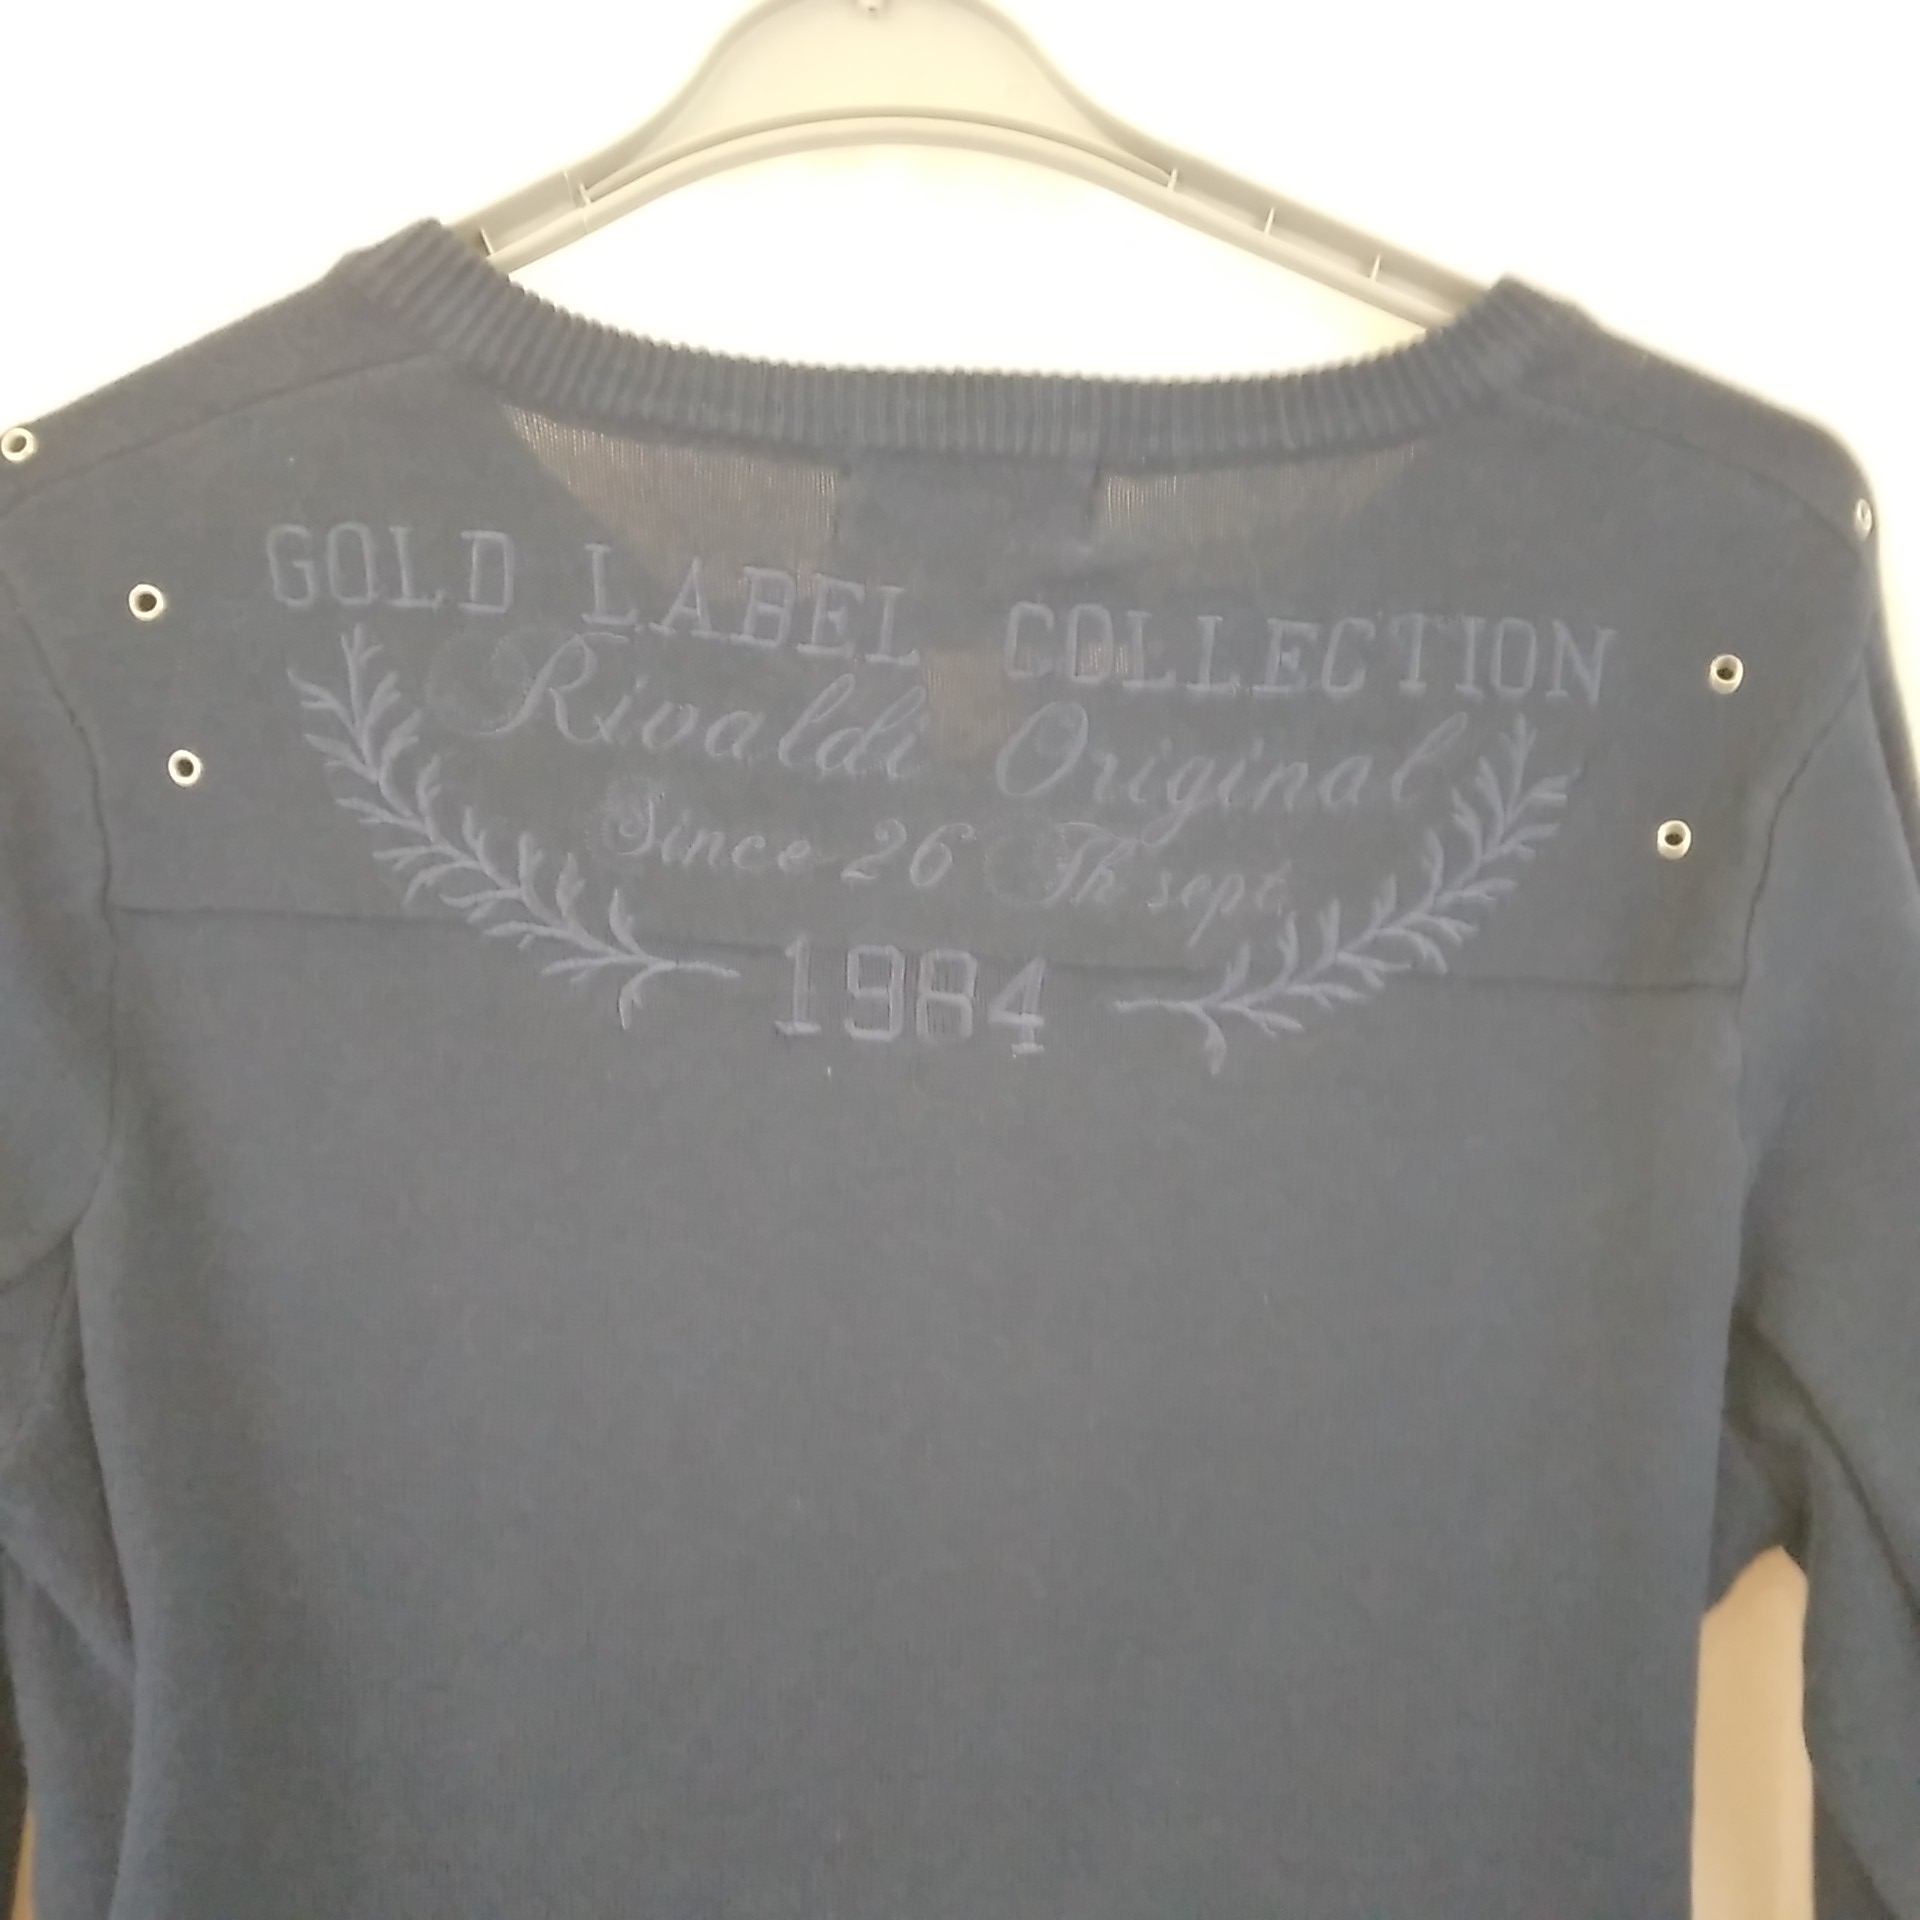 GOLD LABEL COLLECTION
Rivaldi Original
Since 26 Th sept.
1984